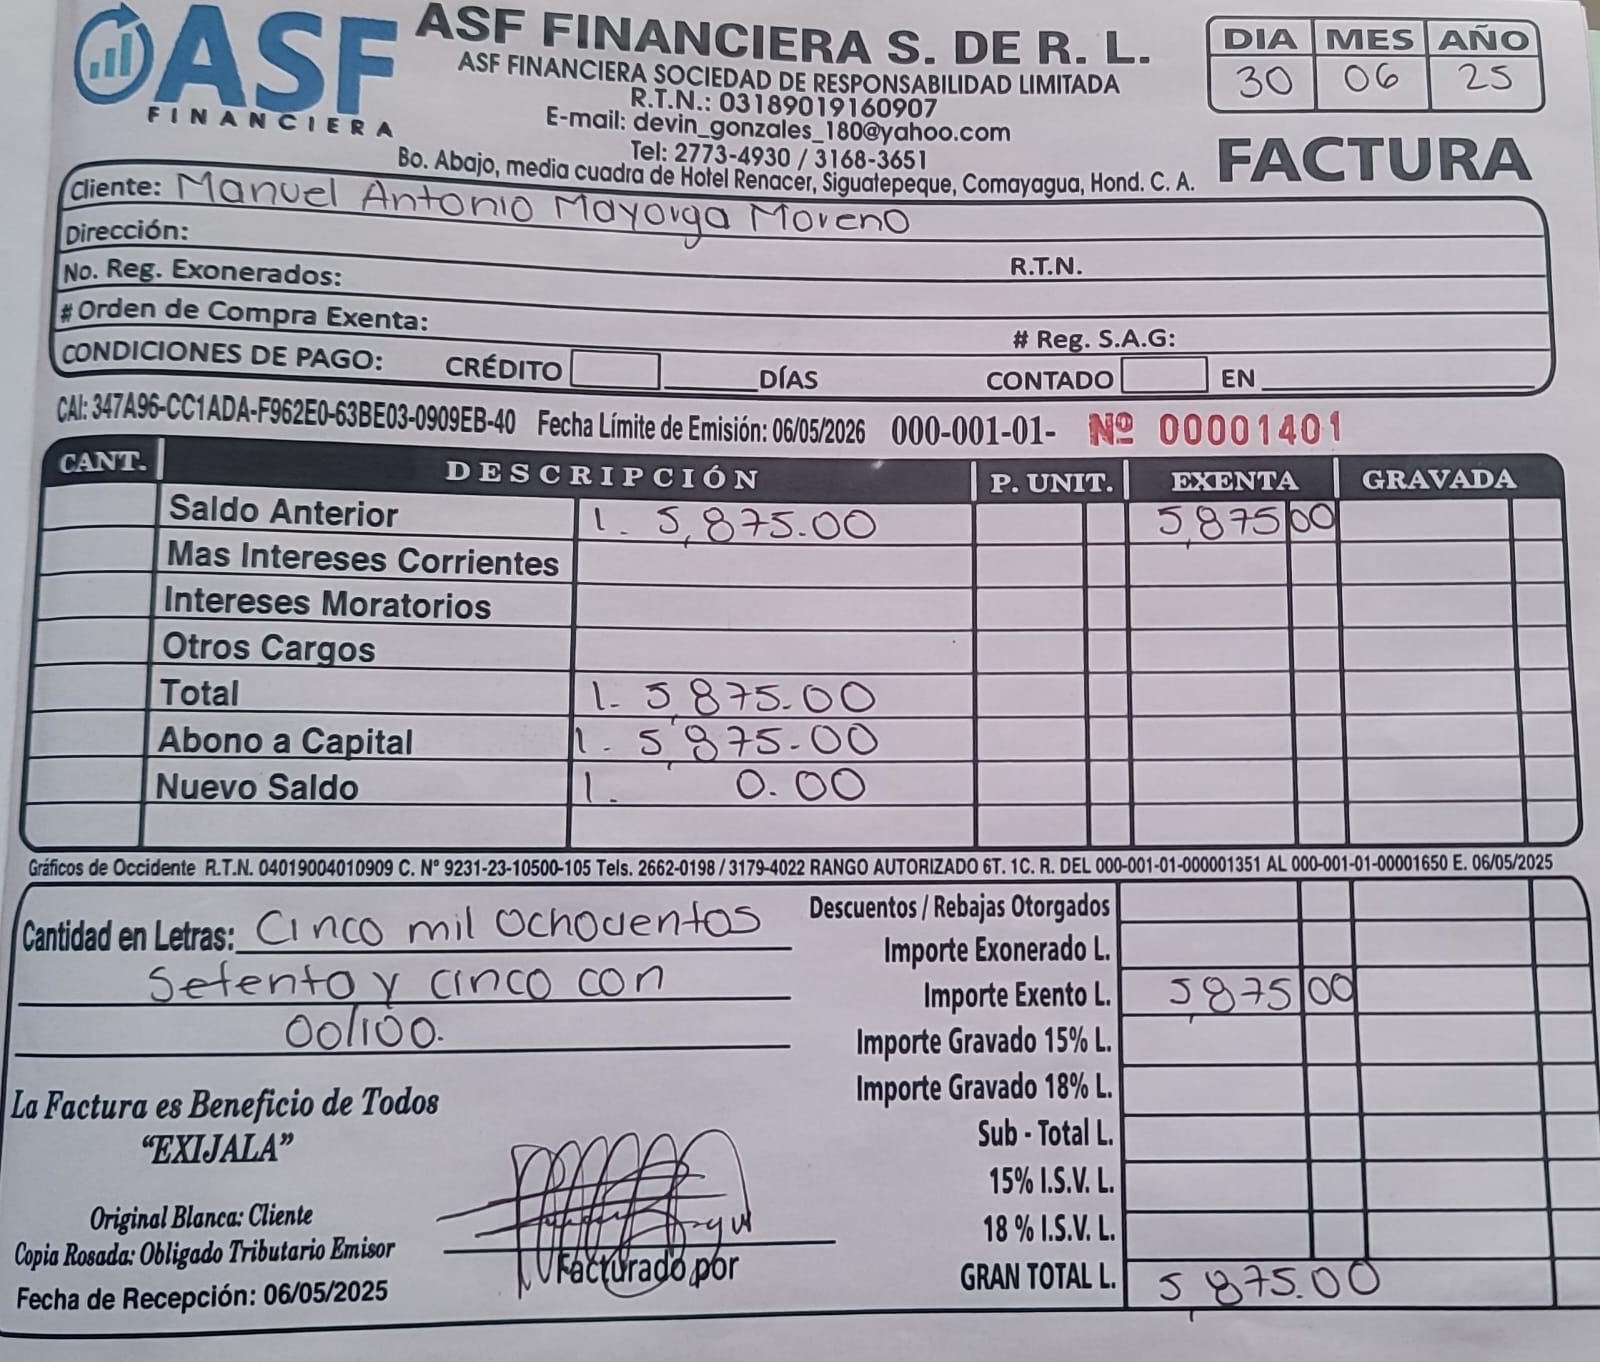 ASF
FINANCIERA
ASF FINANCIERA S. DE R. L.
ASF FINANCIERA SOCIEDAD DE RESPONSABILIDAD LIMITADA
R.T.N.: 03189019160907
E-mail: devin_gonzales_180@yahoo.com
Tel: 2773-4930 / 3168-3651
Bo. Abajo, media cuadra de Hotel Renacer, Siguatepeque, Comayagua, Hond. C. A.
DIA MES AÑO
30 06 25
FACTURA
Cliente: Manuel Antonio Mayorga Moreno
Dirección:
No. Reg. Exonerados: R.T.N.
# Orden de Compra Exenta: # Reg. S.A.G:
CONDICIONES DE PAGO: CRÉDITO _____DÍAS CONTADO EN_____
CAI: 347A96-CC1ADA-F962E0-63BE03-0909EB-40 Fecha Límite de Emisión: 06/05/2026 000-001-01- Nº 00001401
CANT. DESCRIPCIÓN P. UNIT. EXENTA GRAVADA
Saldo Anterior l. 5,875.00 5,875 00
Mas Intereses Corrientes
Intereses Moratorios
Otros Cargos
Total l. 5,875.00
Abono a Capital l. 5,875.00
Nuevo Saldo l. 0.00
Gráficos de Occidente R.T.N. 04019004010909 C. N° 9231-23-10500-105 Tels. 2662-0198 / 3179-4022 RANGO AUTORIZADO 6T. 1C. R. DEL 000-001-01-000001351 AL 000-001-01-00001650 E. 06/05/2025
Cantidad en Letras: Cinco mil Ochocientos
Setenta y cinco con
00/100.
Descuentos / Rebajas Otorgados
Importe Exonerado L.
Importe Exento L. 5,875 00
Importe Gravado 15% L.
Importe Gravado 18% L.
Sub - Total L.
15% I.S.V. L.
18 % I.S.V. L.
GRAN TOTAL L. 5,875.00
La Factura es Beneficio de Todos
“EXIJALA”
Original Blanca: Cliente
Copia Rosada: Obligado Tributario Emisor
Fecha de Recepción: 06/05/2025
Facturado por